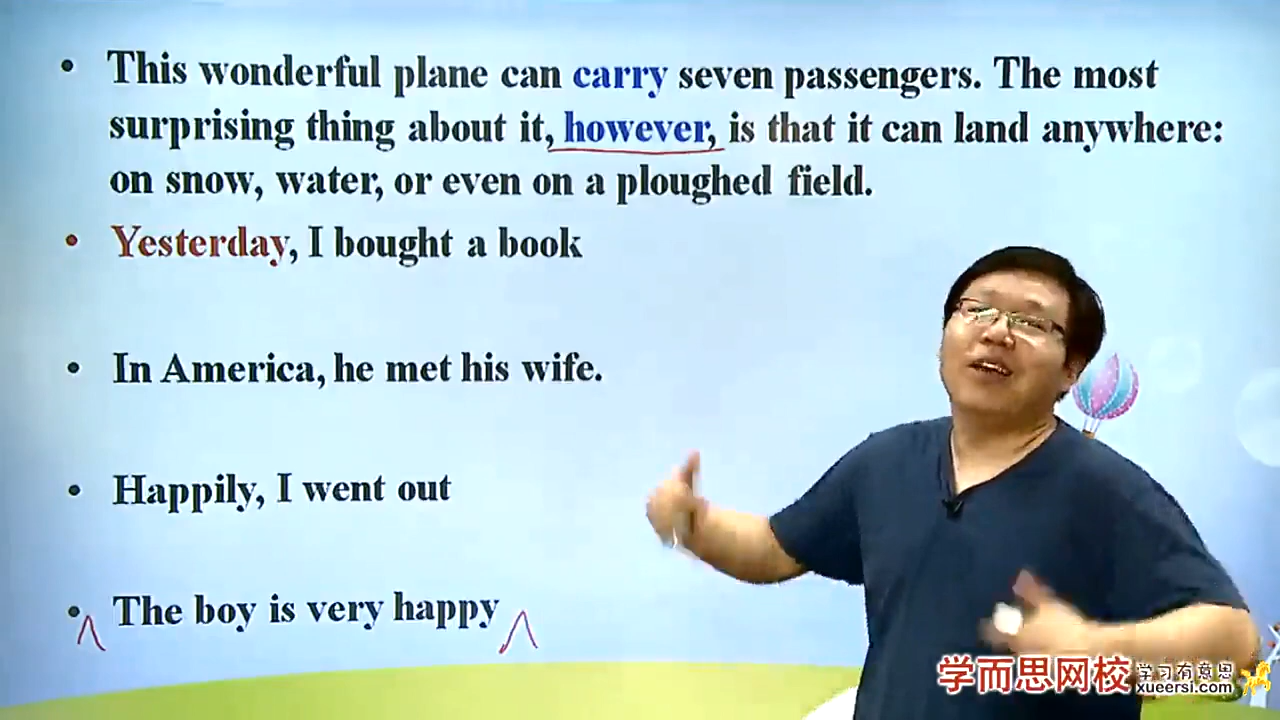 • This wonderful plane can carry seven passengers. The most
surprising thing about it, however, is that it can land anywhere:
on snow, water, or even on a ploughed field.
• Yesterday, I bought a book
• In America, he met his wife.
• Happily, I went out
• The boy is very happy
学而思网校 学习有意思
xueersi.com